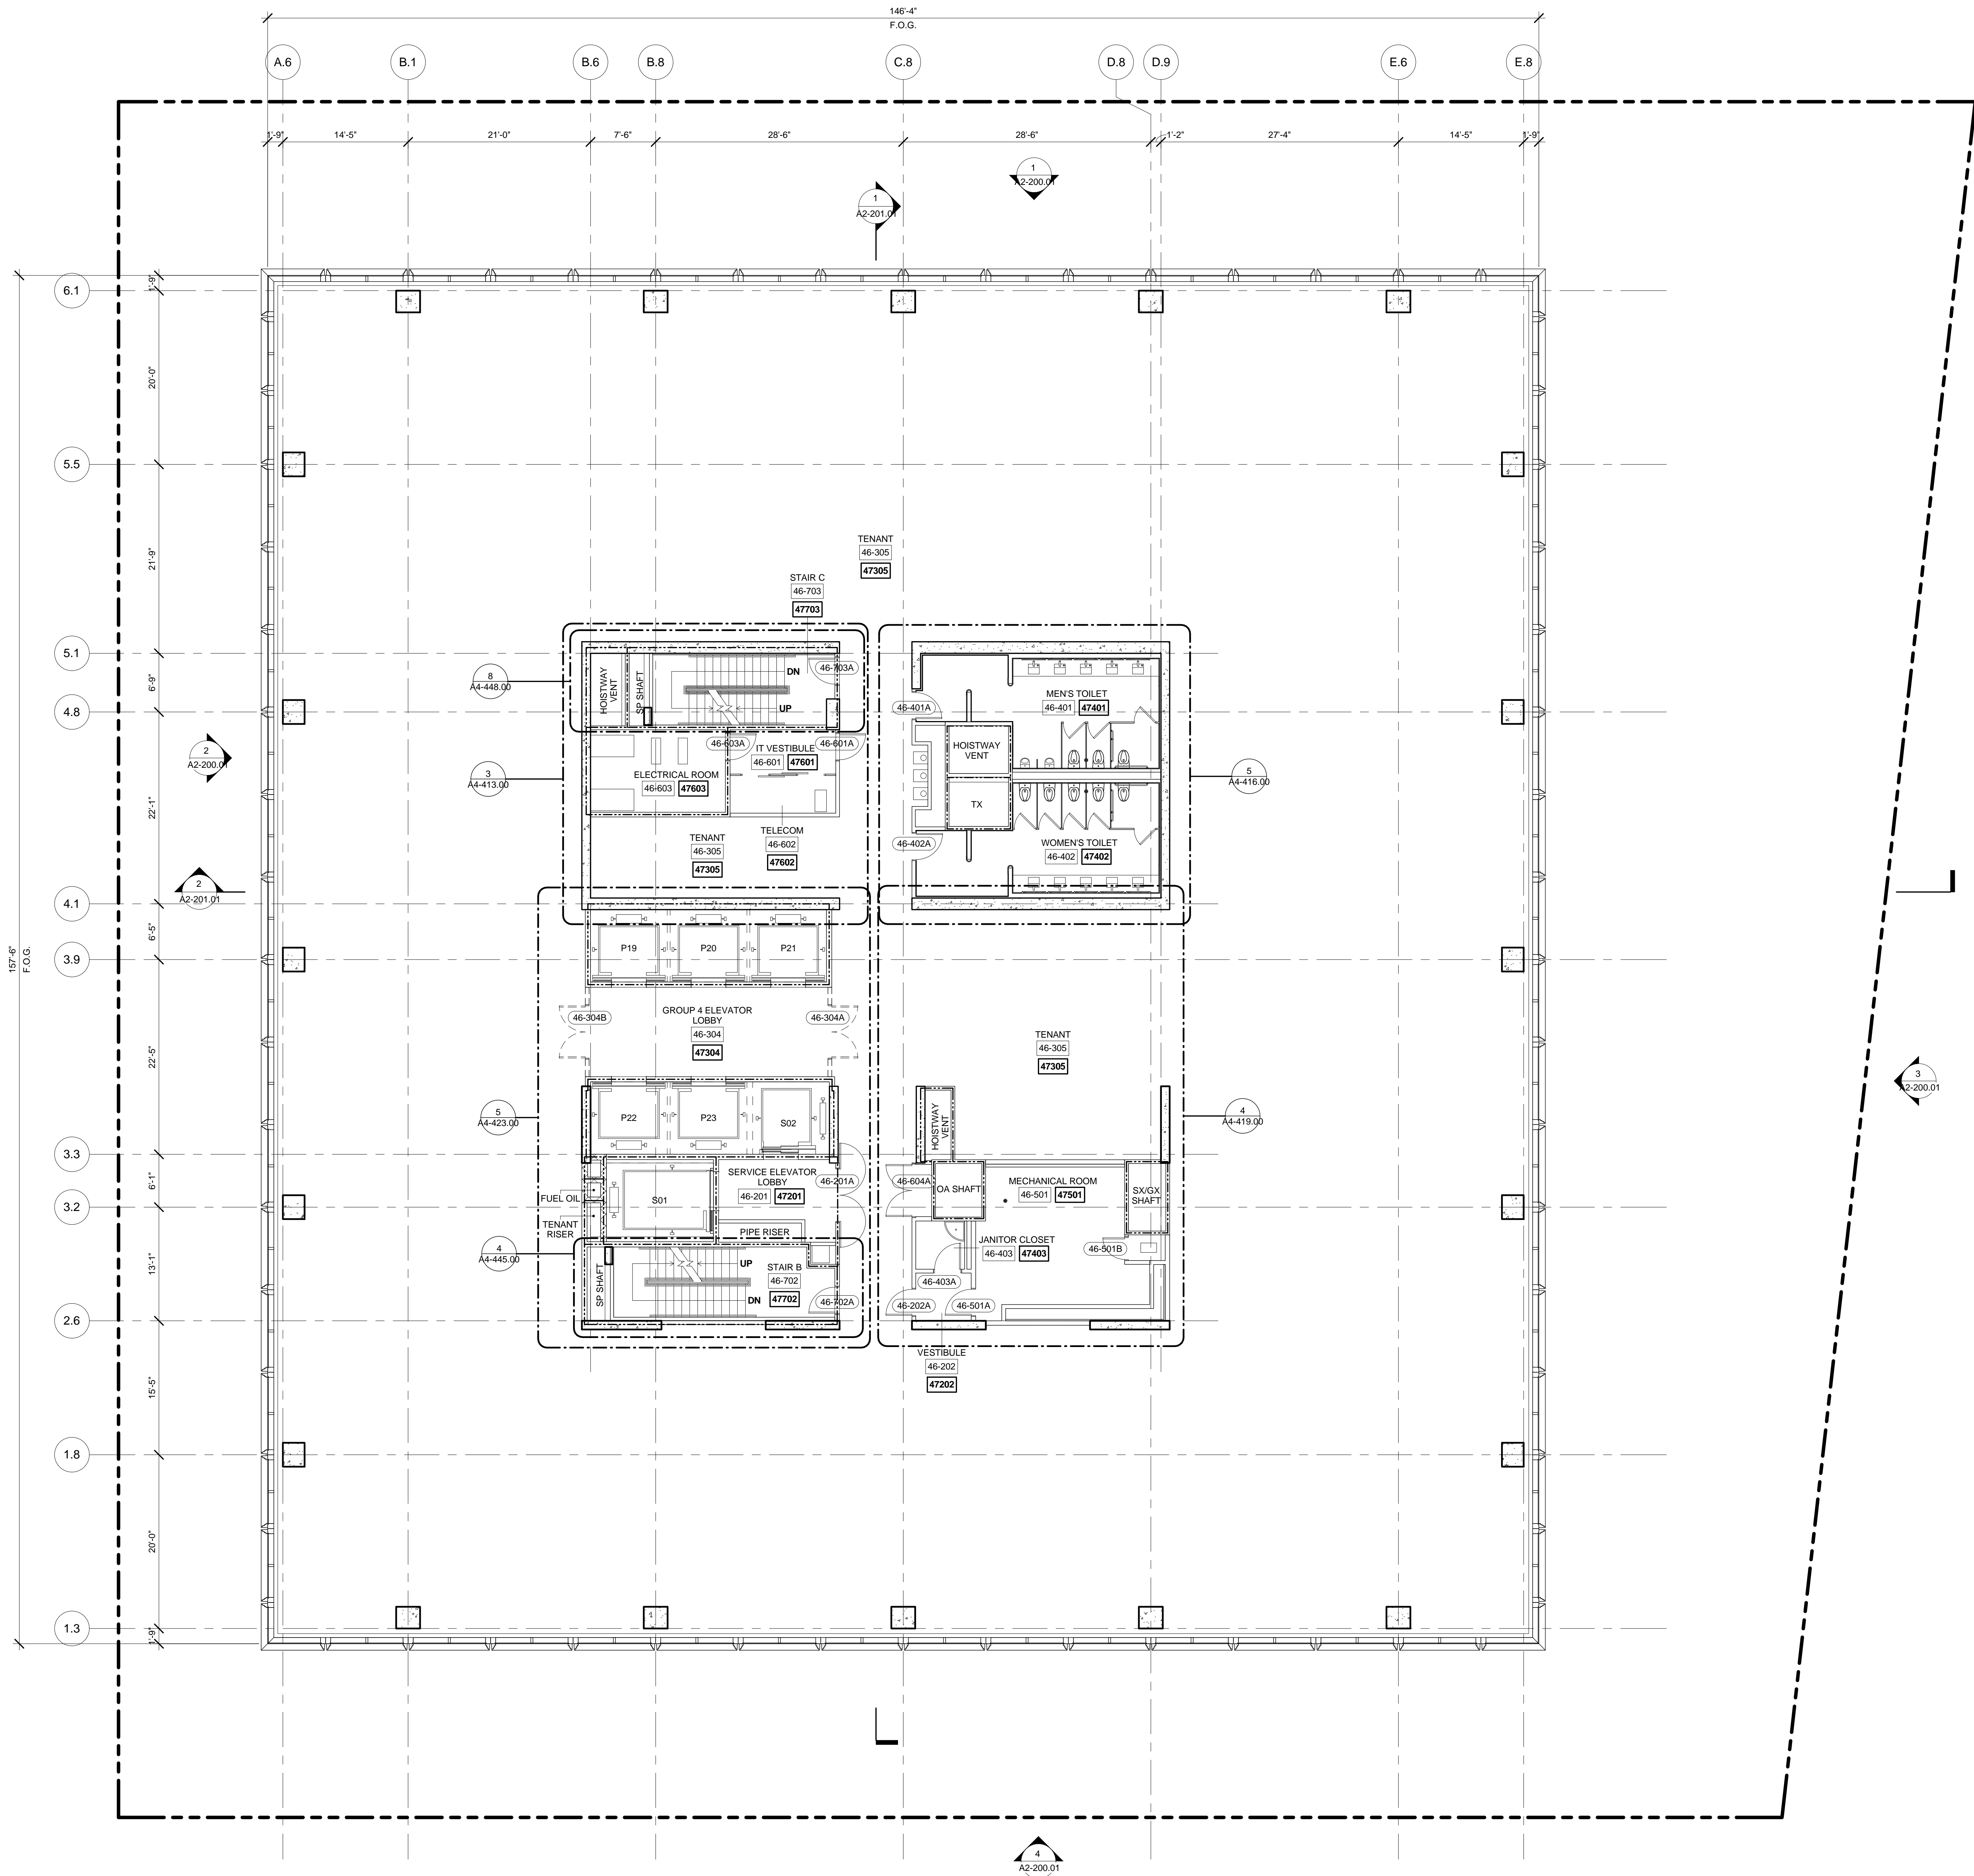 146'-4"
F.O.G.
A.6
B.1
B.6
B.8
C.8
D.8
D.9
E.6
E.8
1'-9"
14'-5"
21'-0"
7'-6"
28'-6"
28'-6"
1'-2"
27'-4"
14'-5"
1'-9"
1
A2-200.01
1
A2-201.01
6.1
5.5
5.1
4.8
4.1
3.9
3.3
3.2
2.6
1.8
1.3
157'-6"
F.O.G.
1'-9"
20'-0"
21'-9"
6'-9"
22'-1"
6'-5"
22'-5"
6'-1"
13'-1"
15'-5"
20'-0"
1'-9"
2
A2-200.01
2
A2-201.01
TENANT
46-305
47305
STAIR C
46-703
47703
8
A4-448.00
HOISTWAY
VENT
SP SHAFT
DN
UP
46-703A
46-603A
46-601A
IT VESTIBULE
46-601
47601
3
A4-413.00
ELECTRICAL ROOM
46-603
47603
TELECOM
46-602
47602
TENANT
46-305
47305
46-401A
MEN'S TOILET
46-401
47401
HOISTWAY
VENT
TX
5
A4-416.00
46-402A
WOMEN'S TOILET
46-402
47402
P19
P20
P21
46-304B
GROUP 4 ELEVATOR
LOBBY
46-304
47304
46-304A
TENANT
46-305
47305
5
A4-423.00
P22
P23
S02
HOISTWAY
VENT
4
A4-419.00
3
A2-200.01
SERVICE ELEVATOR
LOBBY
46-201
47201
46-201A
S01
FUEL OIL
TENANT
RISER
PIPE RISER
46-604A
OA SHAFT
MECHANICAL ROOM
46-501
47501
SX/GX
SHAFT
JANITOR CLOSET
46-403
47403
46-501B
46-403A
4
A4-445.00
SP SHAFT
UP
DN
STAIR B
46-702
47702
46-702A
46-202A
46-501A
VESTIBULE
46-202
47202
4
A2-200.01